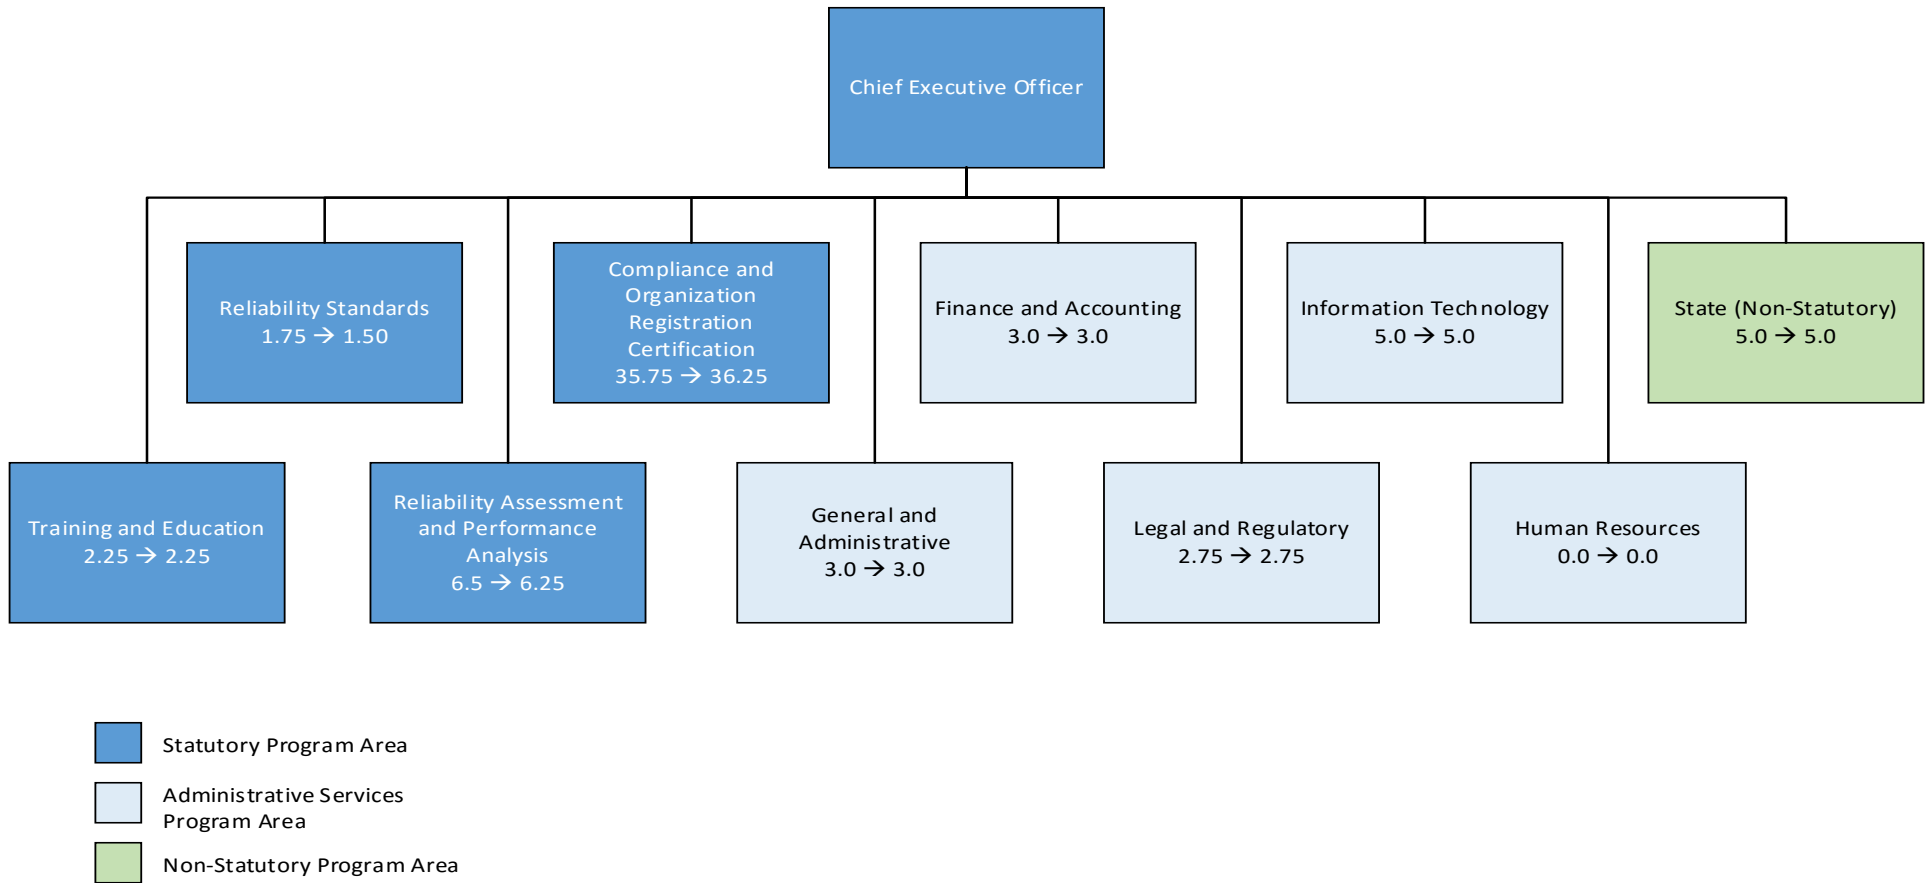 Chief Executive Officer
Reliability Standards
1.75 → 1.50
Compliance and
Organization
Registration
Certification
35.75 → 36.25
Finance and Accounting
3.0 → 3.0
Information Technology
5.0 → 5.0
State (Non-Statutory)
5.0 → 5.0
Training and Education
2.25 → 2.25
Reliability Assessment
and Performance
Analysis
6.5 → 6.25
General and
Administrative
3.0 → 3.0
Legal and Regulatory
2.75 → 2.75
Human Resources
0.0 → 0.0
Statutory Program Area
Administrative Services
Program Area
Non-Statutory Program Area